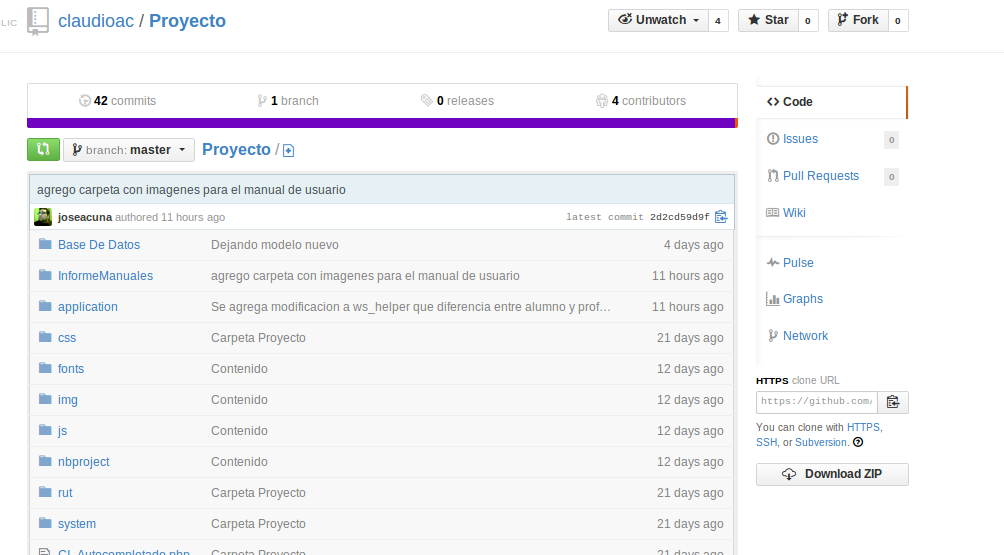 LIC claudioac / Proyecto Unwatch 4 Star 0 Fork 0
42 commits 1 branch 0 releases 4 contributors
branch: master Proyecto /
agrego carpeta con imagenes para el manual de usuario
joseacuna authored 11 hours ago latest commit 2d2cd59d9f
Base De Datos Dejando modelo nuevo 4 days ago
InformeManuales agrego carpeta con imagenes para el manual de usuario 11 hours ago
application Se agrega modificacion a ws_helper que diferencia entre alumno y prof… 11 hours ago
css Carpeta Proyecto 21 days ago
fonts Contenido 12 days ago
img Contenido 12 days ago
js Contenido 12 days ago
nbproject Contenido 12 days ago
rut Carpeta Proyecto 21 days ago
system Carpeta Proyecto 21 days ago
CI_Autocompletado.php Carpeta Proyecto 21 days ago
Code
Issues 0
Pull Requests 0
Wiki
Pulse
Graphs
Network
HTTPS clone URL
https://github.com/
You can clone with HTTPS,
SSH, or Subversion.
Download ZIP